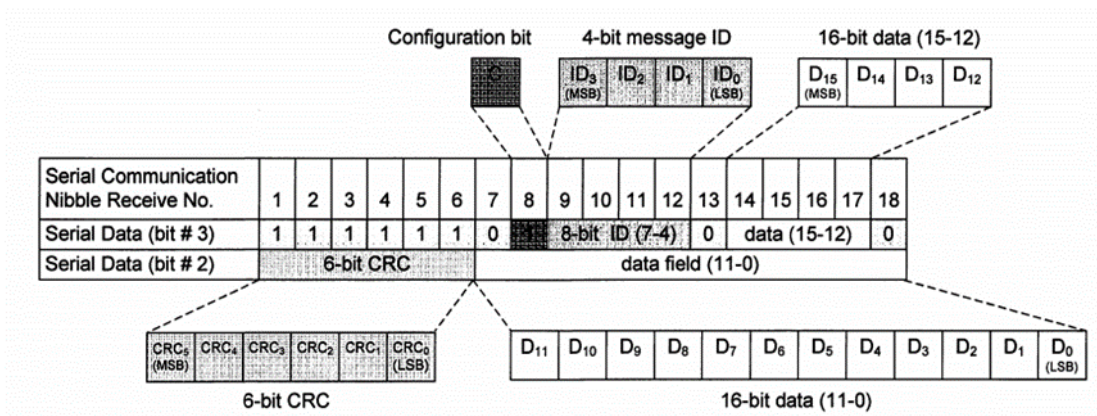 Configuration bit 4-bit message ID 16-bit data (15-12)
C ID3 (MSB) ID2 ID1 ID0 (LSB) D15 (MSB) D14 D13 D12
Serial Communication
Nibble Receive No. 1 2 3 4 5 6 7 8 9 10 11 12 13 14 15 16 17 18
Serial Data (bit # 3) 1 1 1 1 1 1 0 1 8-bit ID (7-4) 0 data (15-12) 0
Serial Data (bit # 2) 6-bit CRC data field (11-0)
CRC5 (MSB) CRC4 CRC3 CRC2 CRC1 CRC0 (LSB) D11 D10 D9 D8 D7 D6 D5 D4 D3 D2 D1 D0 (LSB)
6-bit CRC 16-bit data (11-0)